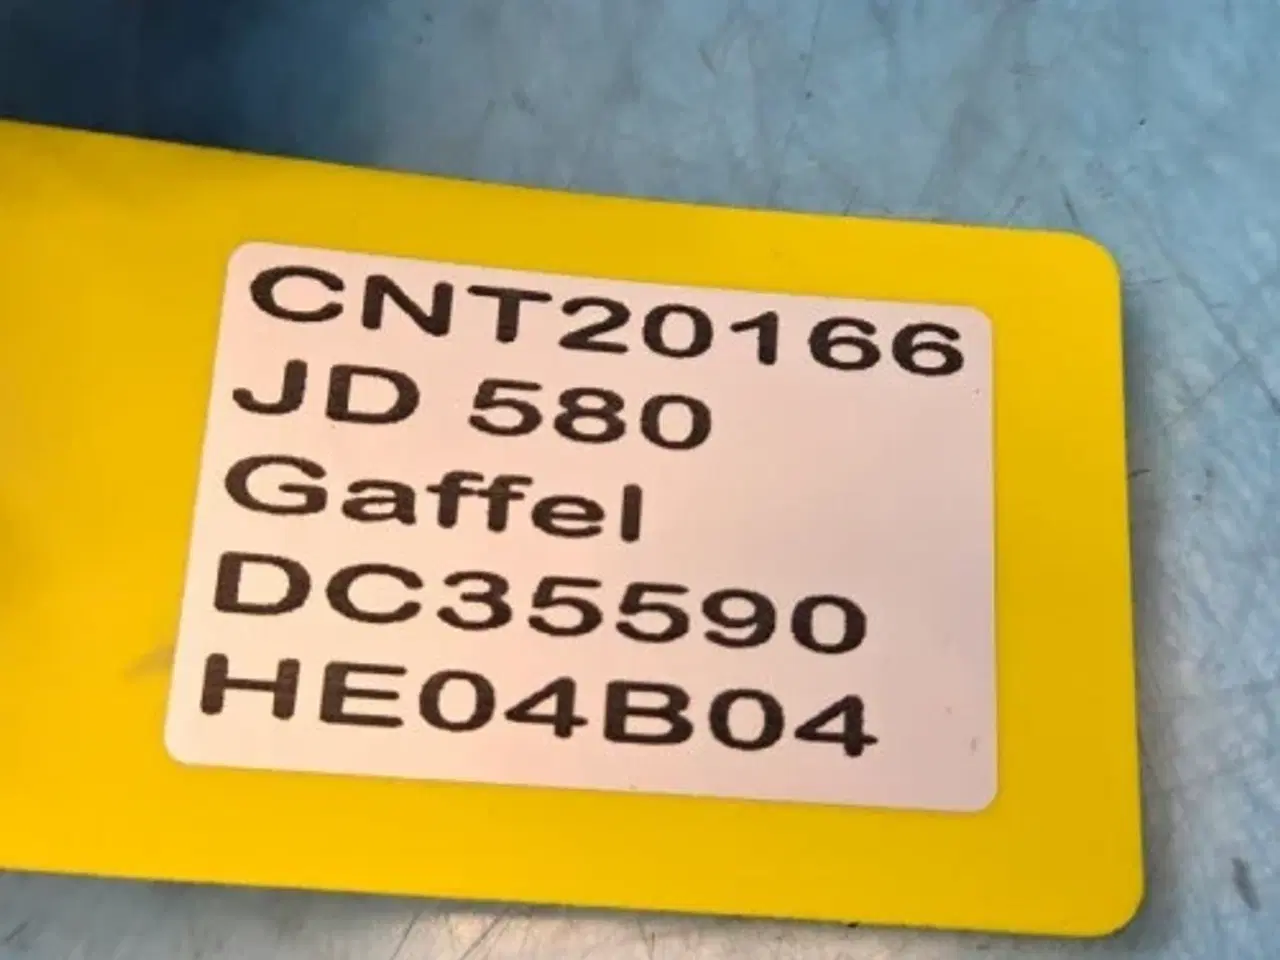 CNT20166
JD 580
Gaffel
DC35590
HE04B04